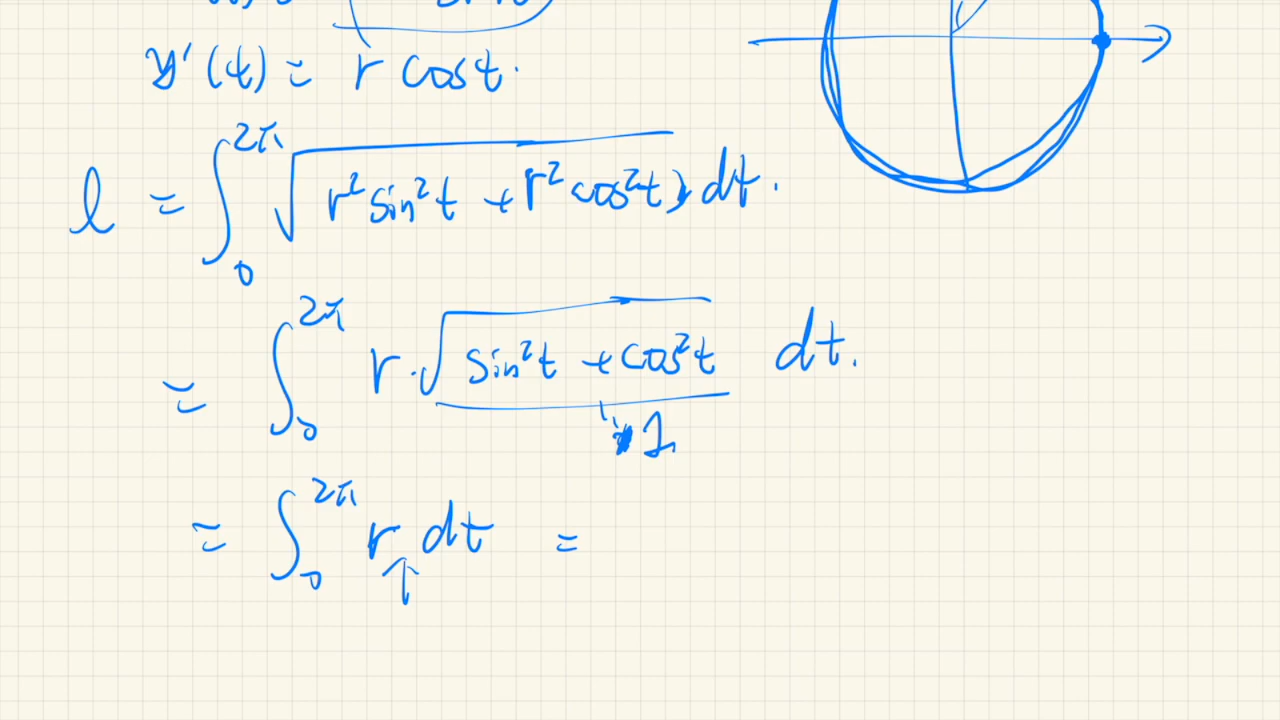 y'(t) = r cos t.
l = ∫₀^{2π} √(r² sin² t + r² cos² t) dt.
= ∫₀^{2π} r · √(sin² t + cos² t) dt.
1
= ∫₀^{2π} r dt =